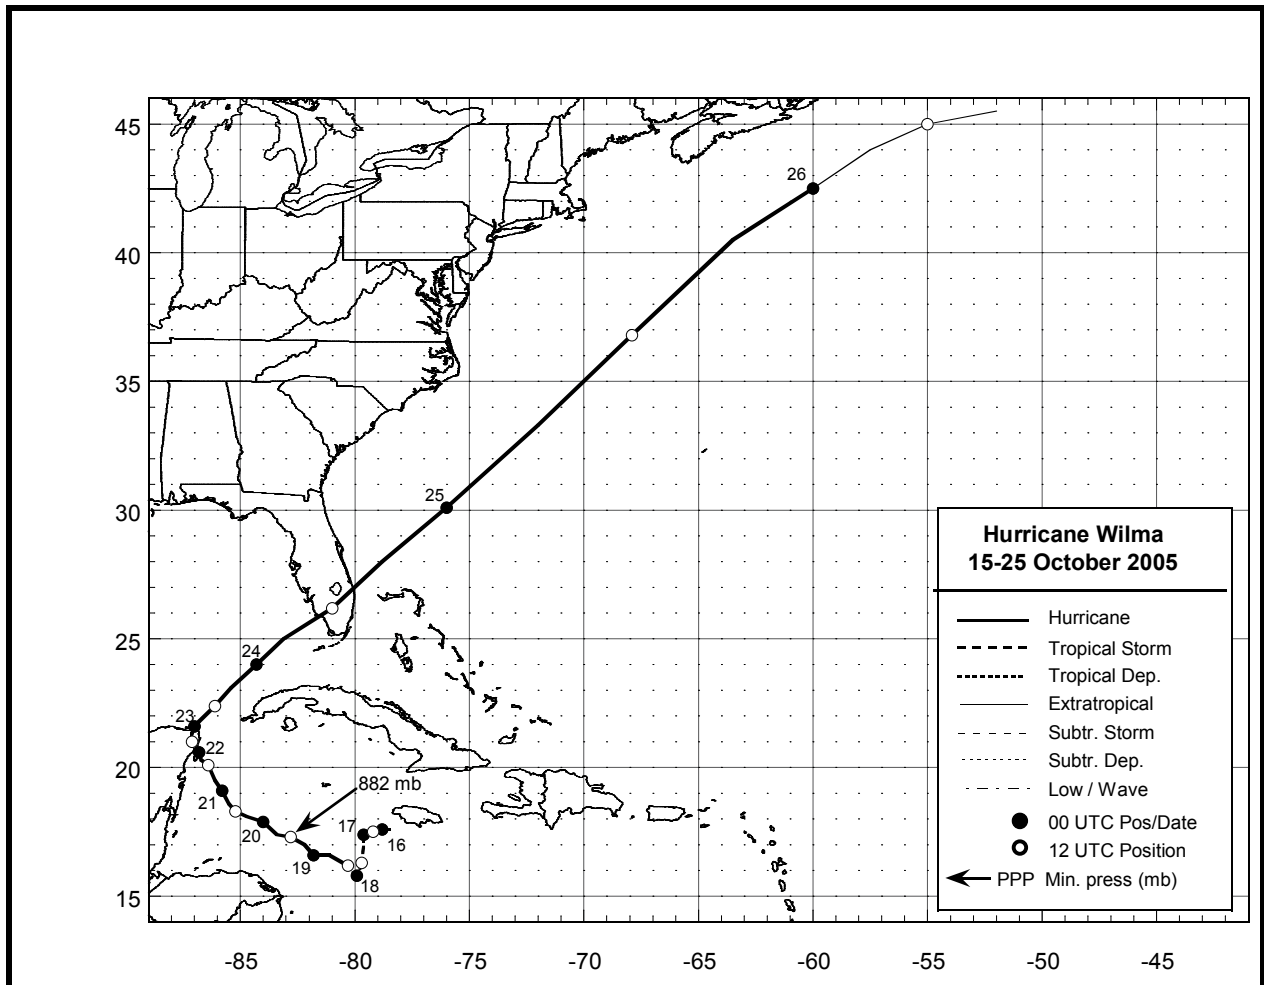 45
40
35
30
25
20
15
-85 -80 -75 -70 -65 -60 -55 -50 -45
26
25
24
23
22
21
20
19
18
17
16
882 mb
Hurricane Wilma
15-25 October 2005
Hurricane
Tropical Storm
Tropical Dep.
Extratropical
Subtr. Storm
Subtr. Dep.
Low / Wave
00 UTC Pos/Date
12 UTC Position
PPP Min. press (mb)